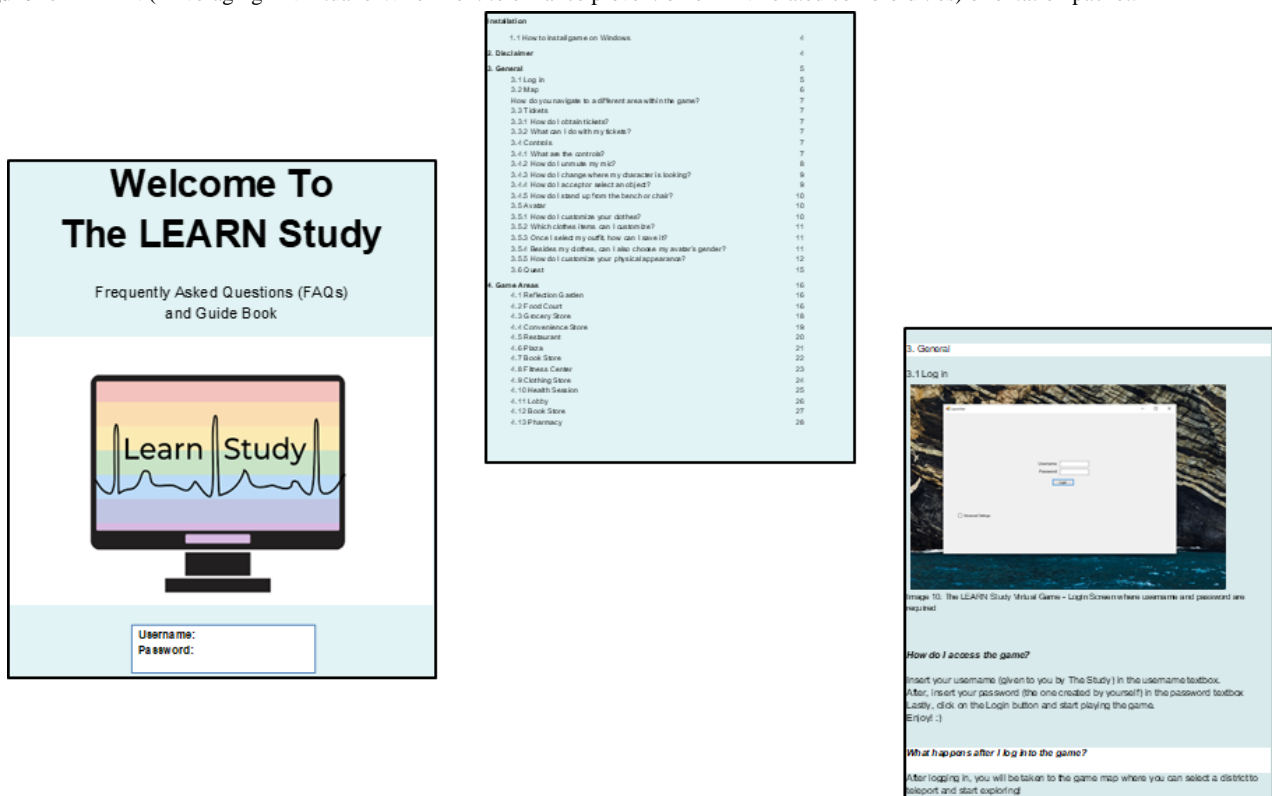 Welcome To
The LEARN Study
Frequently Asked Questions (FAQs)
and Guide Book
Learn Study
Username:
Password:
Installation
1.1 How to install game on Windows 4
2. Disclaimer 4
3. General 5
3.1 Log in 5
3.2 Map 6
How do you navigate to a different area within the game? 7
3.3 Tickets 7
3.3.1 How do I obtain tickets? 7
3.3.2 What can I do with my tickets? 7
3.4 Controls 7
3.4.1 What are the controls? 7
3.4.2 How do I unmute my mic? 8
3.4.3 How do I change where my character is looking? 9
3.4.4 How do I accept or select an object? 9
3.4.5 How do I stand up from the bench or chair? 10
3.5 Avatar 10
3.5.1 How do I customize your clothes? 10
3.5.2 Which clothes items can I customize? 11
3.5.3 Once I select my outfit, how can I save it? 11
3.5.4 Besides my clothes, can I also choose my avatar's gender? 11
3.5.5 How do I customize your physical appearance? 12
3.6 Quest 15
4. Game Areas 16
4.1 Reflection Garden 16
4.2 Food Court 16
4.3 Grocery Store 18
4.4 Convenience Store 19
4.5 Restaurant 20
4.6 Plaza 21
4.7 Book Store 22
4.8 Fitness Center 23
4.9 Clothing Store 24
4.10 Health Session 25
4.11 Lobby 26
4.12 Book Store 27
4.13 Pharmacy 28
3. General
3.1 Log in
Username
Password
Login
Advanced Settings
Image 10. The LEARN Study Virtual Game - Login Screen where username and password are
required
How do I access the game?
Insert your username (given to you by The Study) in the username textbox.
After, insert your password (the one created by yourself) in the password textbox
Lastly, click on the Login button and start playing the game.
Enjoy! :)
What happens after I log into the game?
After logging in, you will be taken to the game map where you can select a district to
teleport and start exploring!